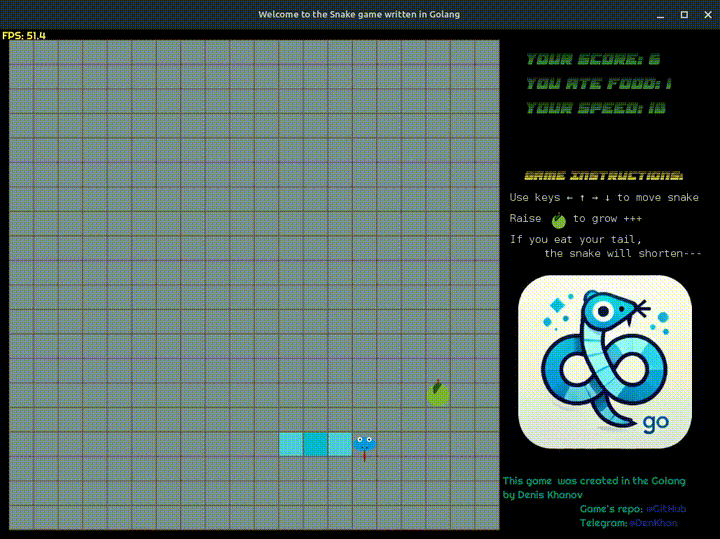 Welcome to the Snake game written in Golang
FPS: 51.4
YOUR SCORE: 6
YOU ATE FOOD: 1
YOUR SPEED: 10
GAME INSTRUCTIONS:
Use keys ← ↑ → ↓ to move snake
Raise to grow +++
If you eat your tail,
the snake will shorten---
go
This game was created in the Golang
by Denis Khanov
Game's repo: @GitHub
Telegram: @DenKhan